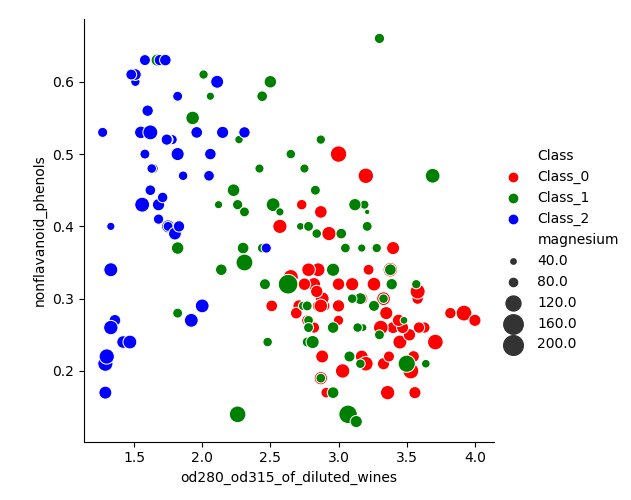 0.6
0.5
0.4
0.3
0.2
nonflavanoid_phenols
1.5 2.0 2.5 3.0 3.5 4.0
od280_od315_of_diluted_wines
Class
Class_0
Class_1
Class_2
magnesium
40.0
80.0
120.0
160.0
200.0